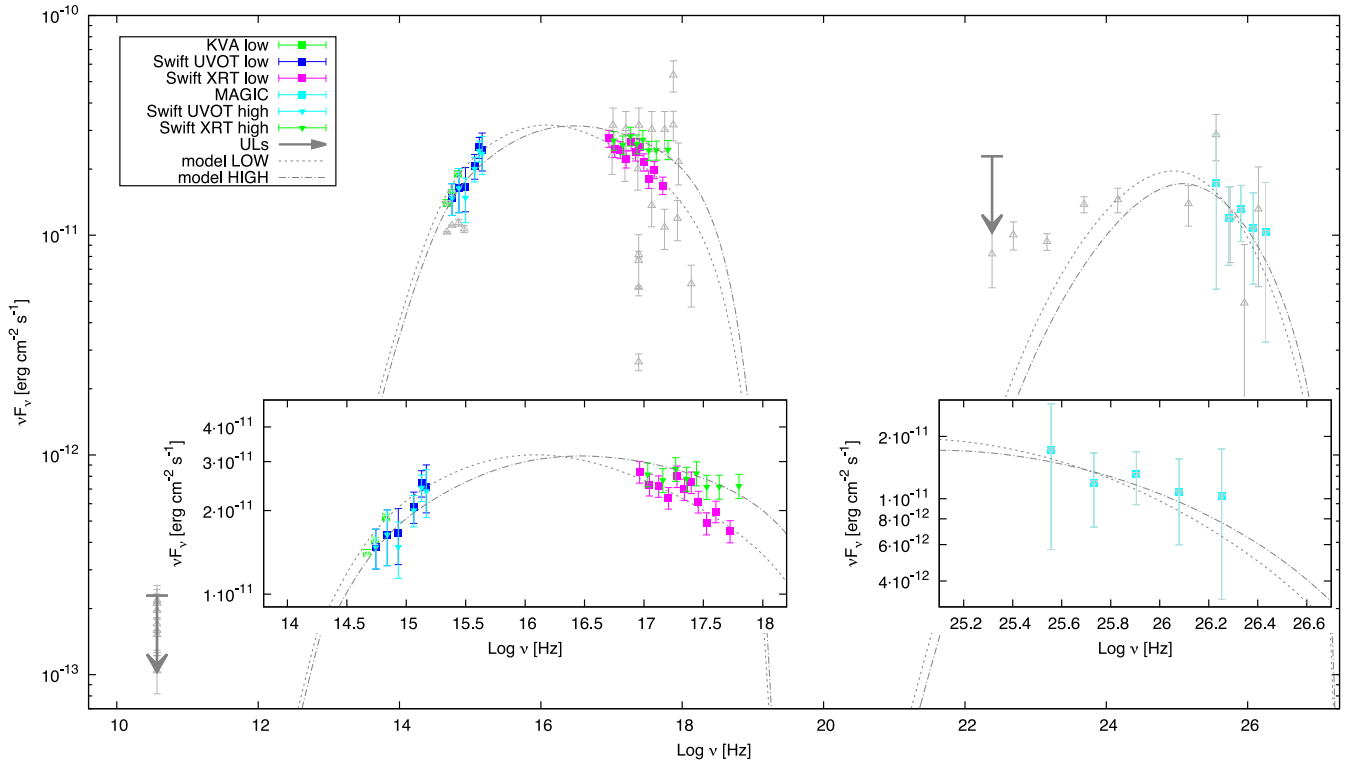 10⁻¹⁰
KVA low
Swift UVOT low
Swift XRT low
MAGIC
Swift UVOT high
Swift XRT high
ULs
model LOW
model HIGH
10⁻¹¹
νFν [erg cm⁻² s⁻¹]
10⁻¹²
10⁻¹³
4·10⁻¹¹
3·10⁻¹¹
2·10⁻¹¹
1·10⁻¹¹
νFν [erg cm⁻² s⁻¹]
14 14.5 15 15.5 16 16.5 17 17.5 18
Log ν [Hz]
2·10⁻¹¹
1·10⁻¹¹
8·10⁻¹²
6·10⁻¹²
4·10⁻¹²
νFν [erg cm⁻² s⁻¹]
25.2 25.4 25.6 25.8 26 26.2 26.4 26.6
Log ν [Hz]
10 12 14 16 18 20 22 24 26
Log ν [Hz]